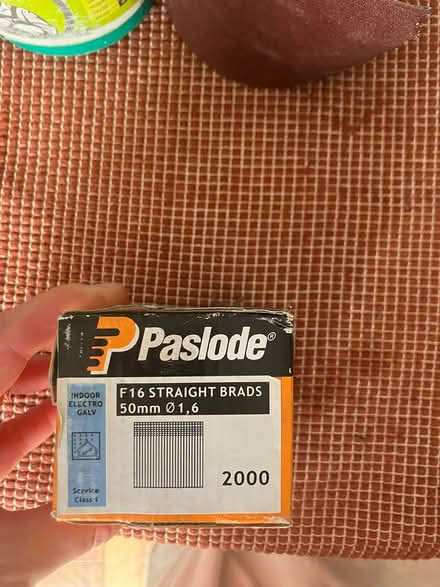 Paslode®
F16 STRAIGHT BRADS
50mm Ø1,6
INDOOR
ELECTRO
GALV
2000
Service
Class 1